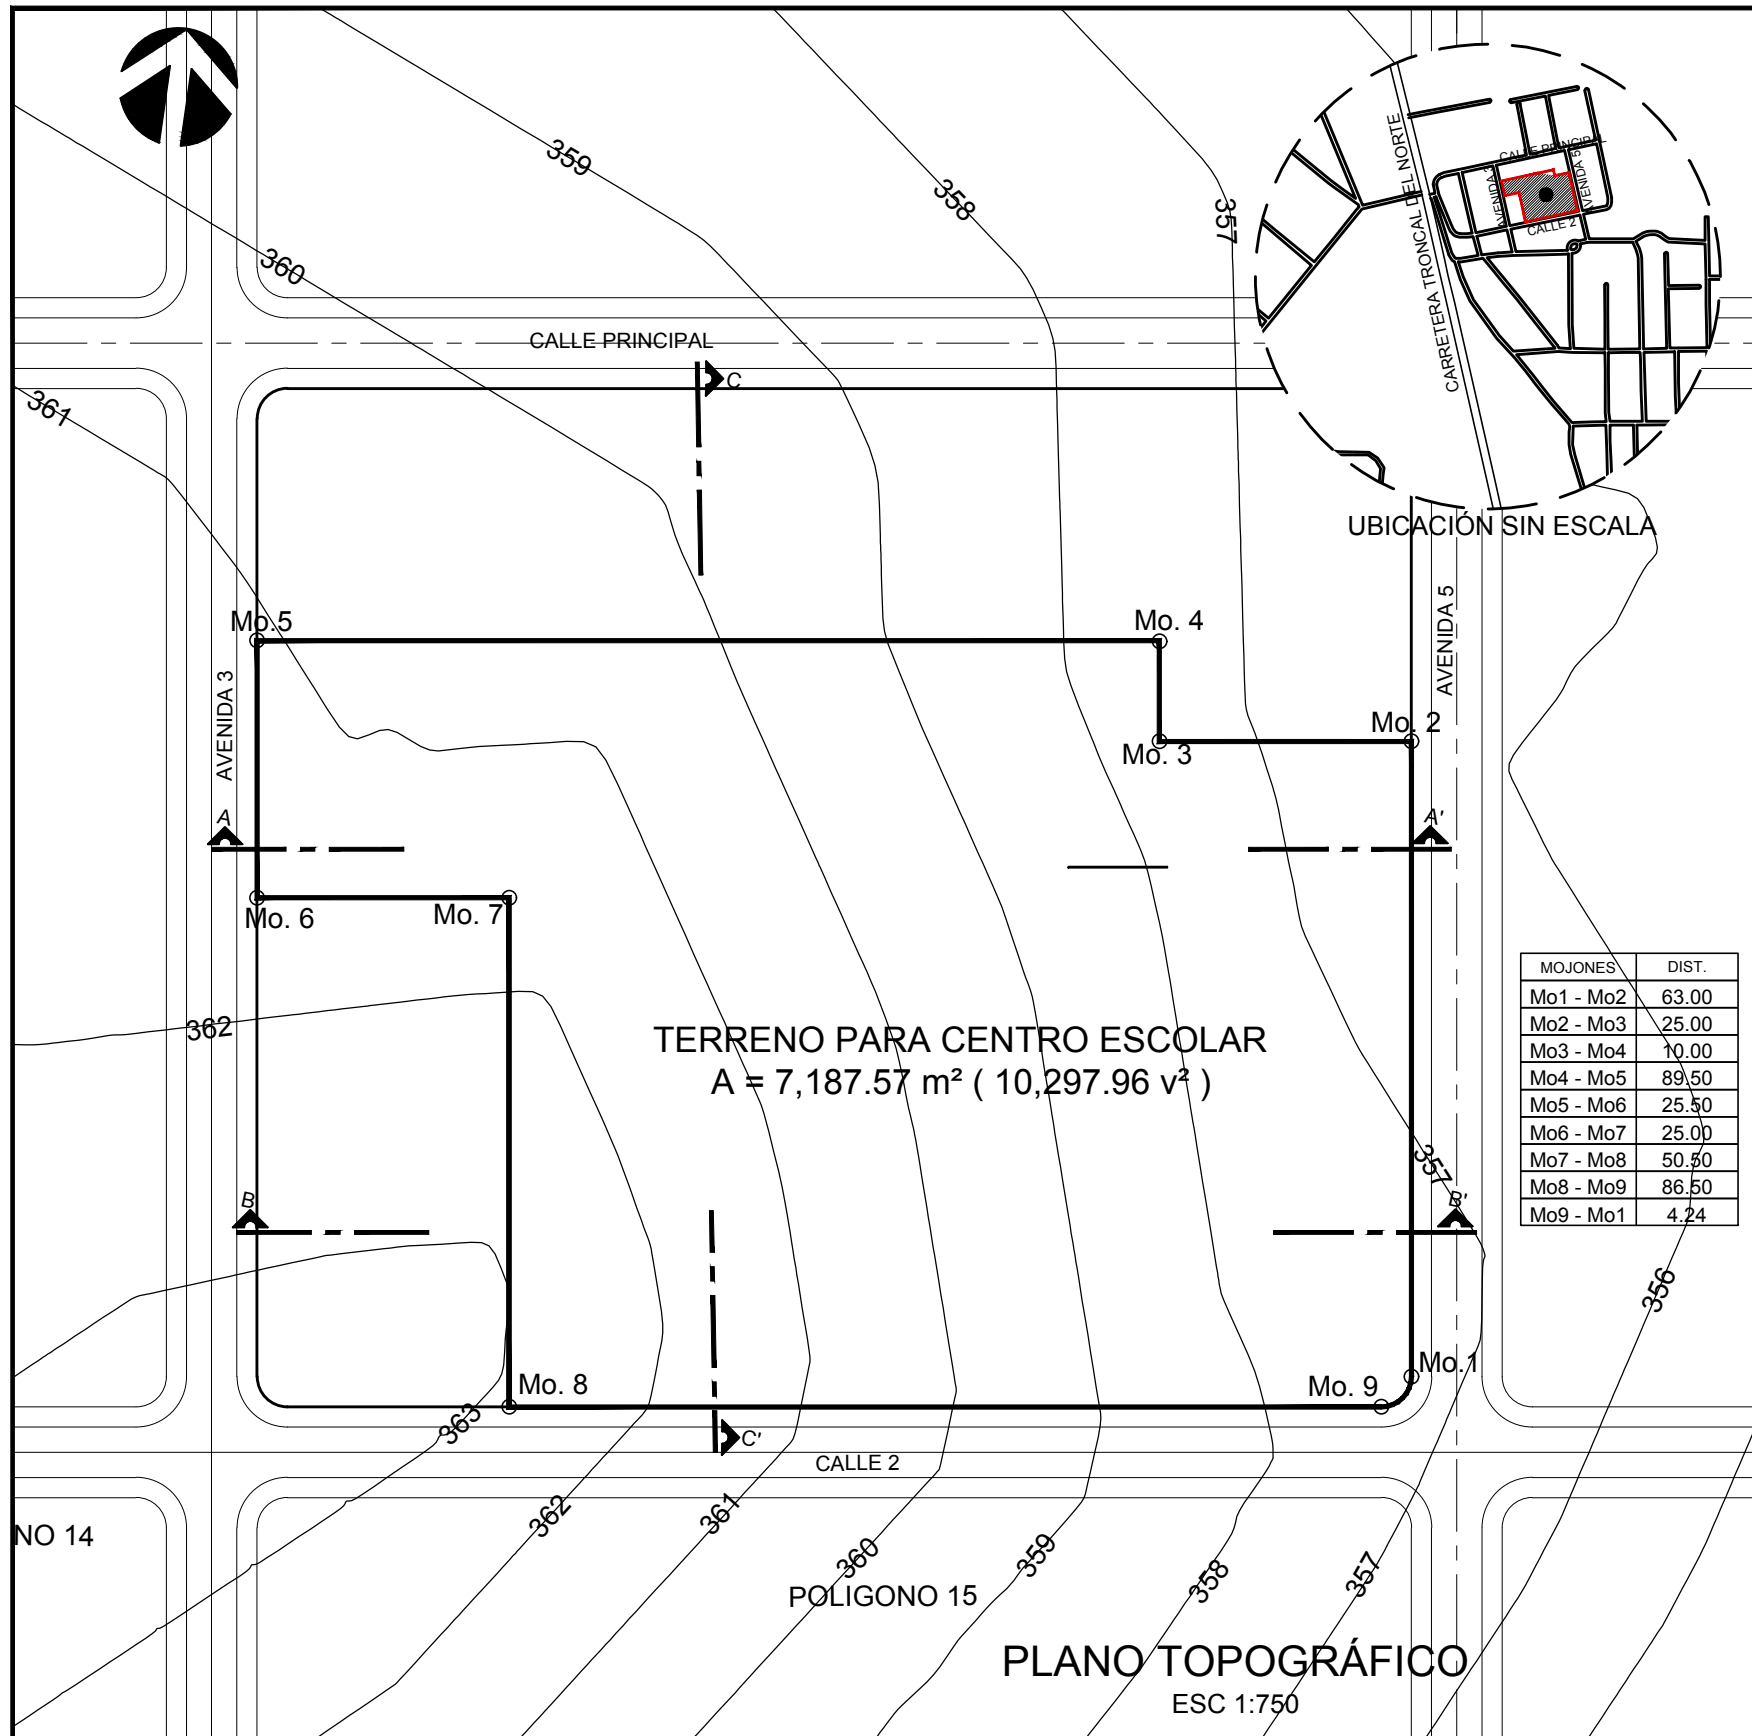 359
358
357
360
361
CALLE PRINCIPAL
C
CARRETERA TRONCAL DEL NORTE
CALLE PRINCIPAL
AVENIDA 3
AVENIDA 5
CALLE 2
UBICACIÓN SIN ESCALA
Mo.5
Mo. 4
AVENIDA 3
AVENIDA 5
Mo. 2
Mo. 3
A
A'
Mo. 6
Mo. 7
362
TERRENO PARA CENTRO ESCOLAR
A = 7,187.57 m² ( 10,297.96 v² )
MOJONES DIST.
Mo1 - Mo2 63.00
Mo2 - Mo3 25.00
Mo3 - Mo4 10.00
Mo4 - Mo5 89.50
Mo5 - Mo6 25.50
Mo6 - Mo7 25.00
Mo7 - Mo8 50.50
Mo8 - Mo9 86.50
Mo9 - Mo1 4.24
357
B
B'
356
Mo.1
Mo. 8
Mo. 9
363
C'
CALLE 2
362
361
360
359
358
357
NO 14
POLIGONO 15
PLANO TOPOGRÁFICO
ESC 1:750